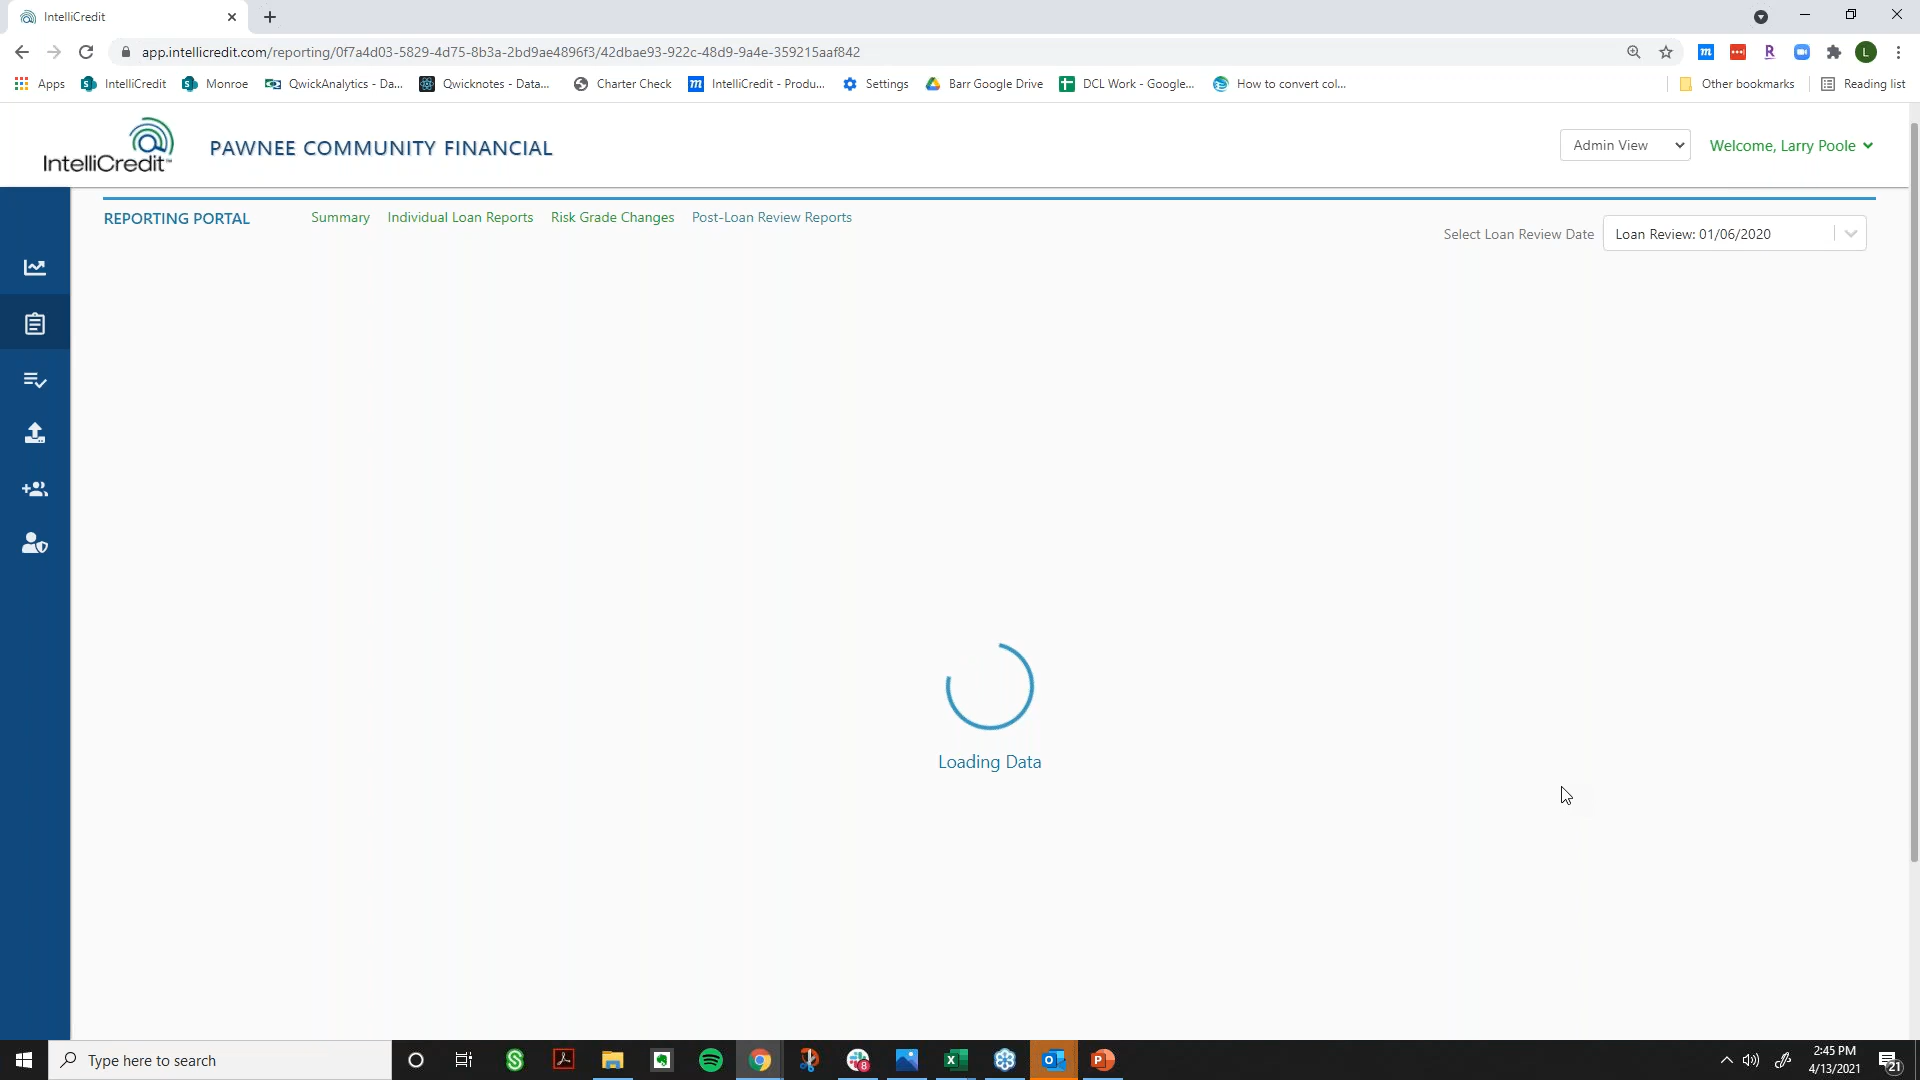 IntelliCredit
app.intellicredit.com/reporting/0f7a4d03-5829-4d75-8b3a-2bd9ae4896f3/42dbae93-922c-48d9-9a4e-359215aaf842
Apps IntelliCredit Monroe QwickAnalytics - Da... Qwicknotes - Data... Charter Check IntelliCredit - Produ... Settings Barr Google Drive DCL Work - Google... How to convert col... Other bookmarks Reading list
IntelliCredit™ PAWNEE COMMUNITY FINANCIAL Admin View Welcome, Larry Poole
REPORTING PORTAL Summary Individual Loan Reports Risk Grade Changes Post-Loan Review Reports
Select Loan Review Date Loan Review: 01/06/2020
Loading Data
Type here to search
2:45 PM
4/13/2021
21
8